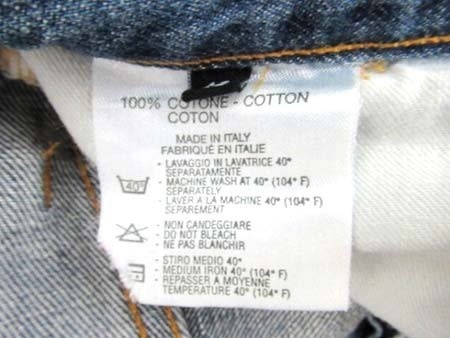 100% COTONE - COTTON
COTON
MADE IN ITALY
FABRIQUÉ EN ITALIE
- LAVAGGIO IN LAVATRICE 40°
SEPARATAMENTE
40°
- MACHINE WASH AT 40° (104° F)
SEPARATELY
- LAVER A LA MACHINE 40° (104° F)
SEPAREMENT
- NON CANDEGGIARE
- DO NOT BLEACH
- NE PAS BLANCHIR
- STIRO MEDIO 40°
- MEDIUM IRON 40° (104° F)
- REPASSER A MOYENNE
TEMPERATURE 40° (104° F)